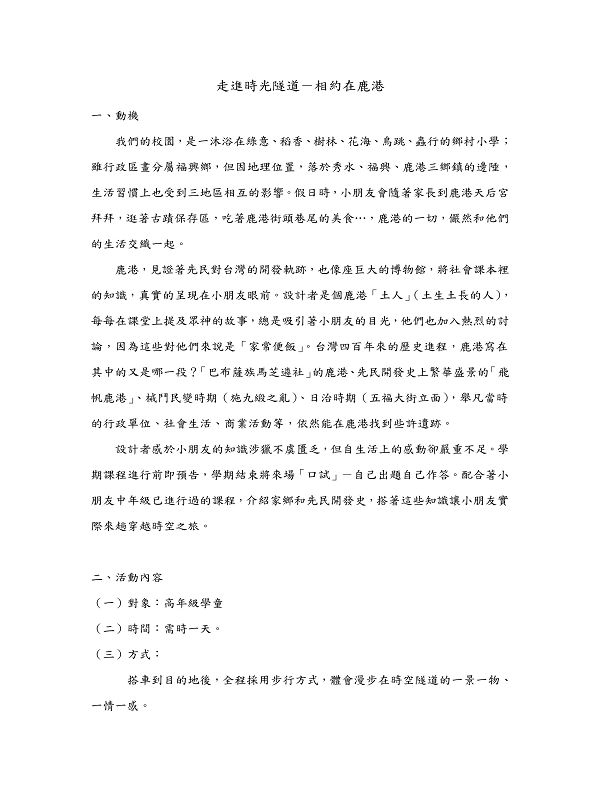 走進時光隧道－相約在鹿港
一、動機
我們的校園，是一沐浴在綠意、稻香、樹林、花海、鳥跳、蟲行的鄉村小學；
雖行政區畫分屬福興鄉，但因地理位置，落於秀水、福興、鹿港三鄉鎮的邊陲，
生活習慣上也受到三地區相互的影響。假日時，小朋友會隨著家長到鹿港天后宮
拜拜，逛著古蹟保存區，吃著鹿港街頭巷尾的美食…，鹿港的一切，儼然和他們
的生活交織一起。
鹿港，見證著先民對台灣的開發軌跡，也像座巨大的博物館，將社會課本裡
的知識，真實的呈現在小朋友眼前。設計者是個鹿港「土人」（土生土長的人），
每每在課堂上提及眾神的故事，總是吸引著小朋友的目光，他們也加入熱烈的討
論，因為這些對他們來說是「家常便飯」。台灣四百年來的歷史進程，鹿港寫在
其中的又是哪一段？「巴布薩族馬芝遴社」的鹿港、先民開發史上繁華盛景的「飛
帆鹿港」、械鬥民變時期（施九緞之亂）、日治時期（五福大街立面），舉凡當時
的行政單位、社會生活、商業活動等，依然能在鹿港找到些許遺跡。
設計者感於小朋友的知識涉獵不虞匱乏，但自生活上的感動卻嚴重不足。學
期課程進行前即預告，學期結束將來場「口試」－自己出題自己作答。配合著小
朋友中年級已進行過的課程，介紹家鄉和先民開發史，搭著這些知識讓小朋友實
際來趟穿越時空之旅。
二、活動內容
（一）對象：高年級學童
（二）時間：需時一天。
（三）方式：
搭車到目的地後，全程採用步行方式，體會漫步在時空隧道的一景一物、
一情一感。